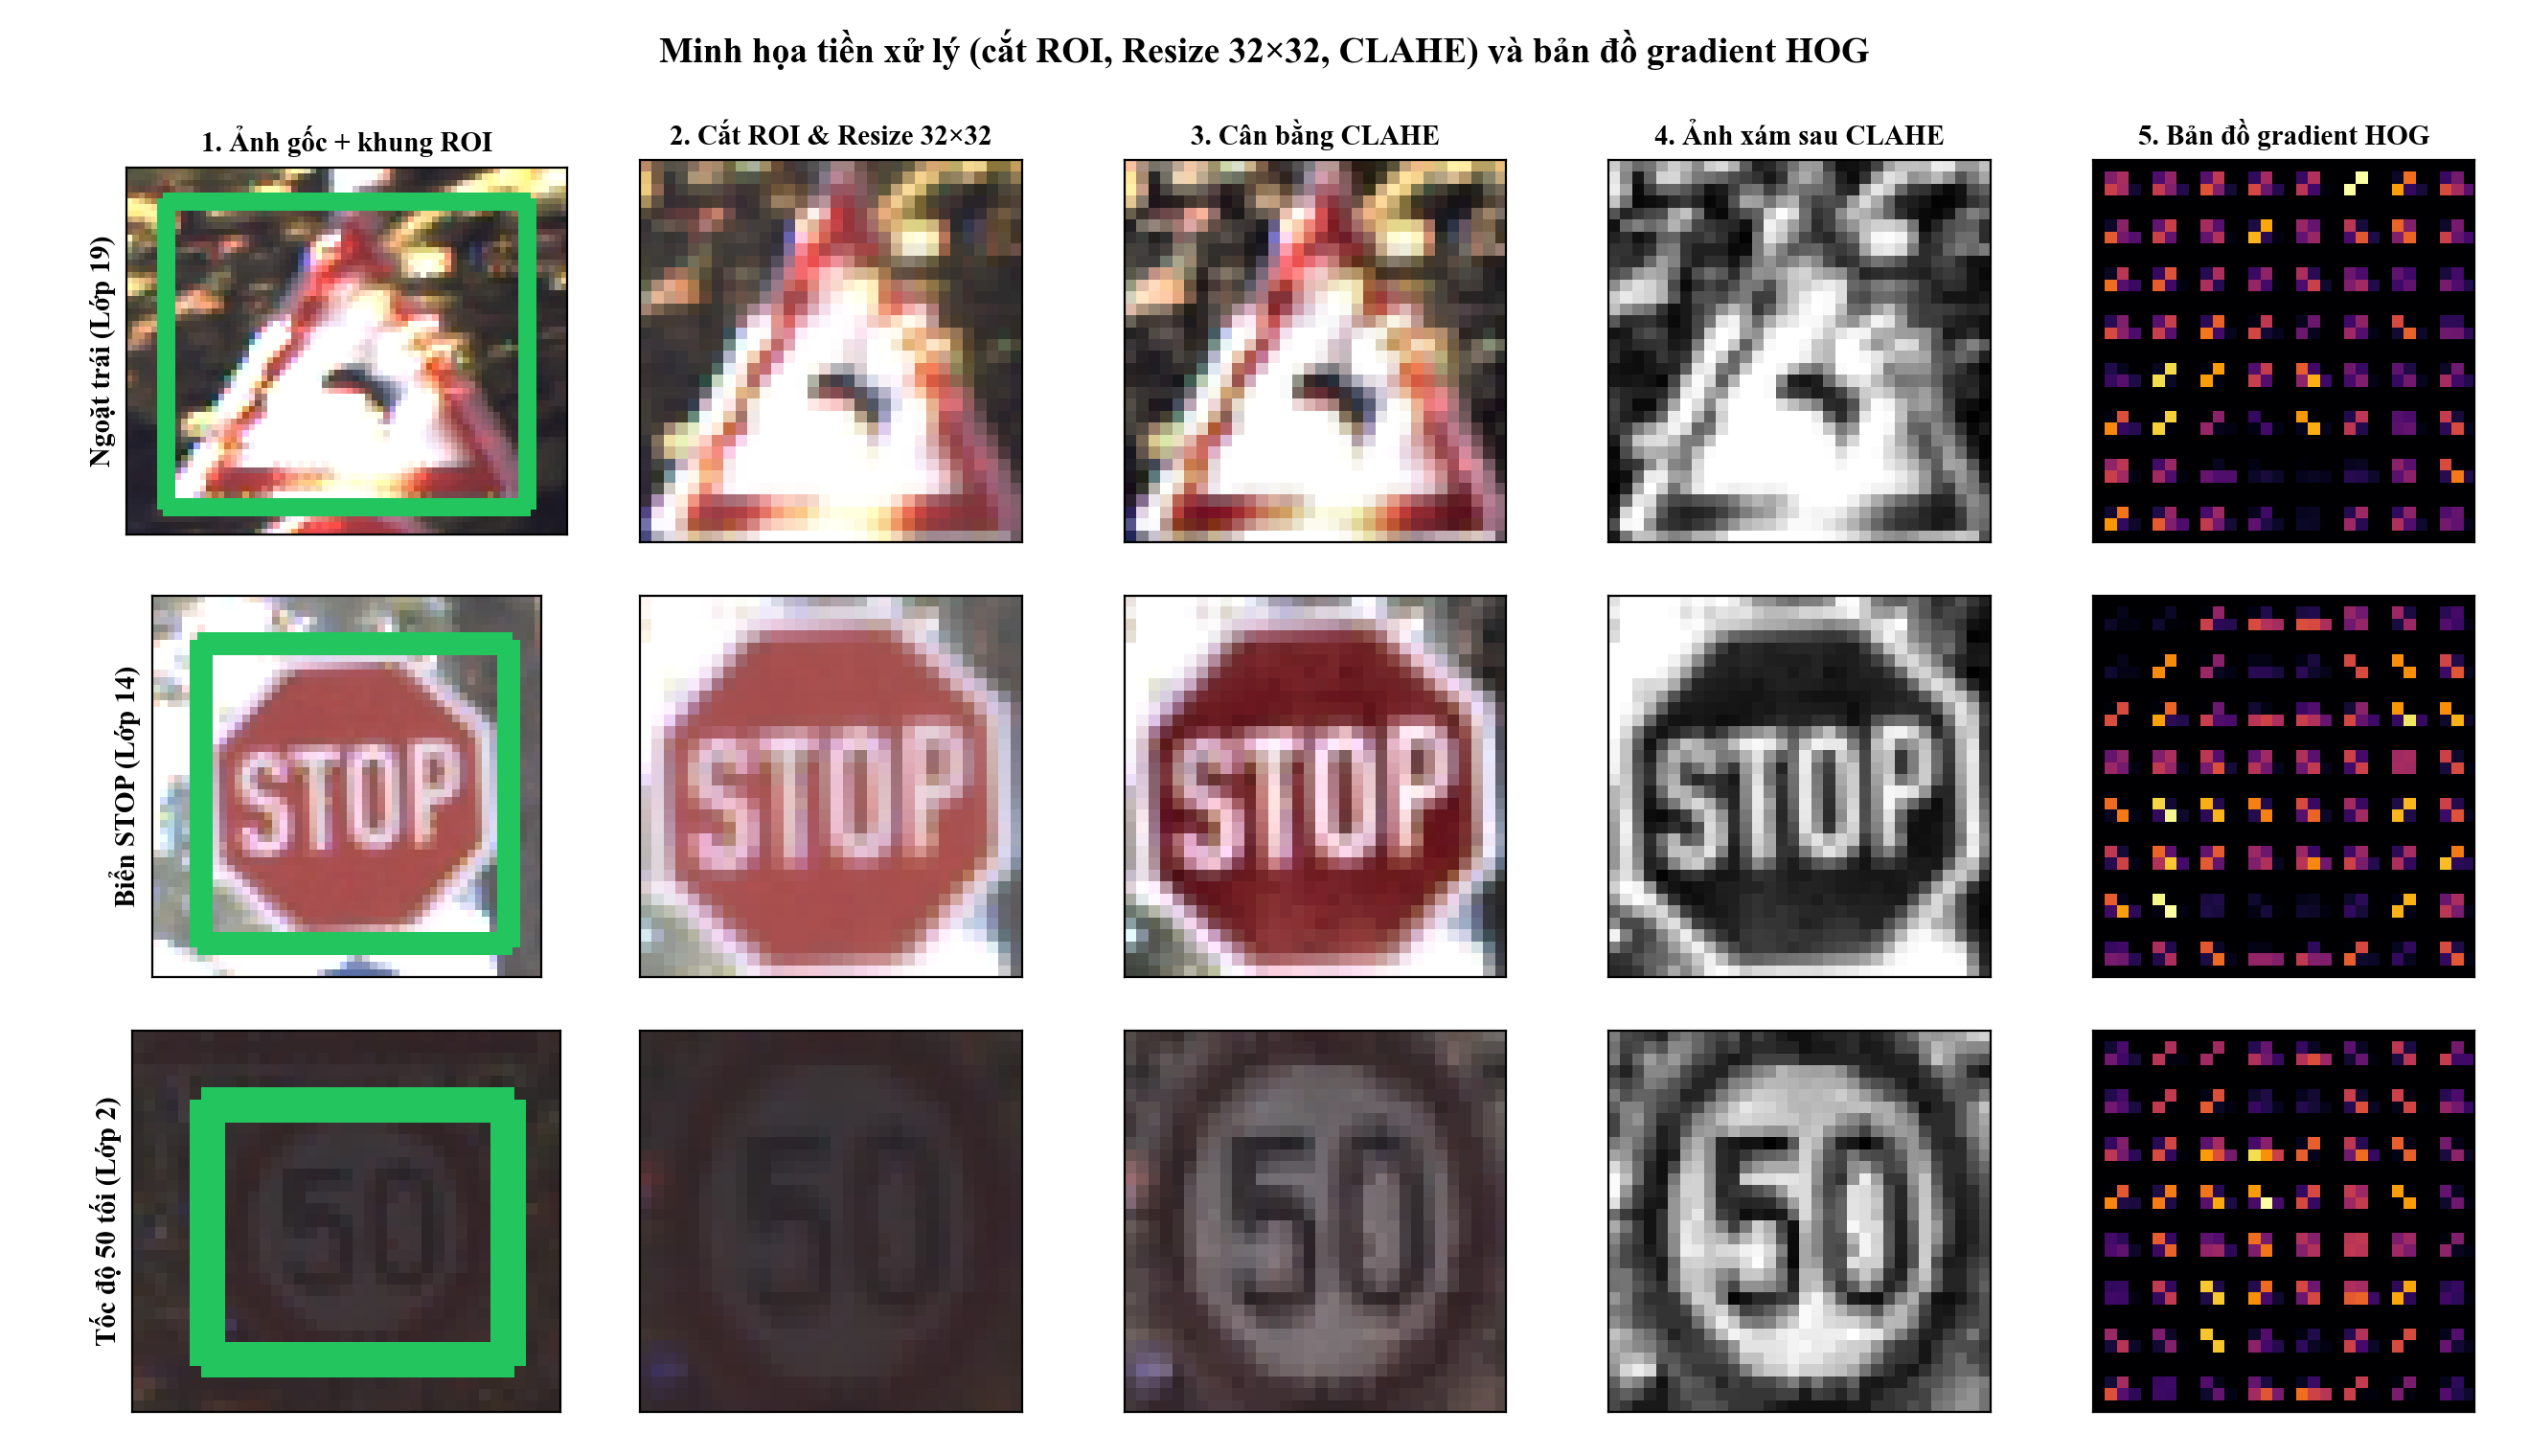 Minh họa tiền xử lý (cắt ROI, Resize 32×32, CLAHE) và bản đồ gradient HOG
1. Ảnh gốc + khung ROI
2. Cắt ROI & Resize 32×32
3. Cân bằng CLAHE
4. Ảnh xám sau CLAHE
5. Bản đồ gradient HOG
Ngoặt trái (Lớp 19)
Biển STOP (Lớp 14)
STOP
STOP
STOP
STOP
Tốc độ 50 tối (Lớp 2)
50
50
50
50